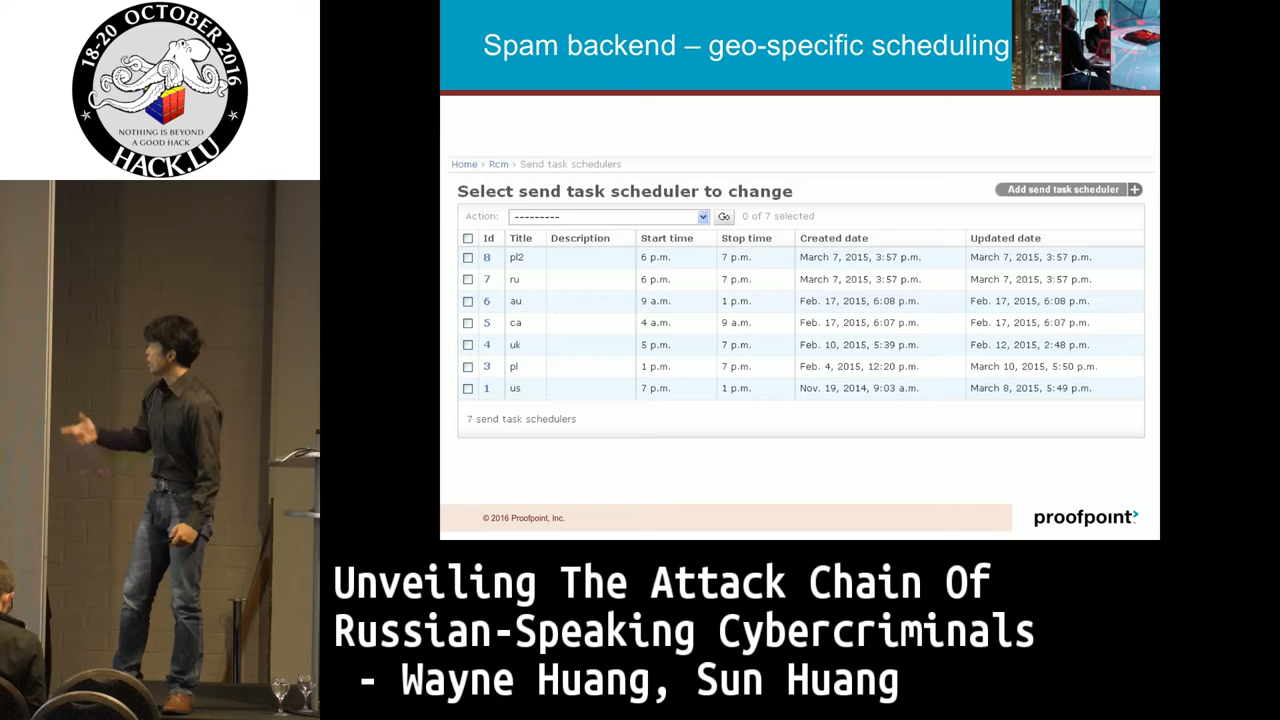 18-20 OCTOBER 2016
NOTHING IS BEYOND
A GOOD HACK
HACK.LU
Spam backend – geo-specific scheduling
Home › Rcm › Send task schedulers
Select send task scheduler to change
Add send task scheduler +
Action: --------- Go 0 of 7 selected
Id Title Description Start time Stop time Created date Updated date
8 pl2 6 p.m. 7 p.m. March 7, 2015, 3:57 p.m. March 7, 2015, 3:57 p.m.
7 ru 6 p.m. 7 p.m. March 7, 2015, 3:57 p.m. March 7, 2015, 3:57 p.m.
6 au 9 a.m. 1 p.m. Feb. 17, 2015, 6:08 p.m. Feb. 17, 2015, 6:08 p.m.
5 ca 4 a.m. 9 a.m. Feb. 17, 2015, 6:07 p.m. Feb. 17, 2015, 6:07 p.m.
4 uk 5 p.m. 7 p.m. Feb. 10, 2015, 5:39 p.m. Feb. 12, 2015, 2:48 p.m.
3 pl 1 p.m. 7 p.m. Feb. 4, 2015, 12:20 p.m. March 10, 2015, 5:50 p.m.
1 us 7 p.m. 1 p.m. Nov. 19, 2014, 9:03 a.m. March 8, 2015, 5:49 p.m.
7 send task schedulers
© 2016 Proofpoint, Inc.
proofpoint
Unveiling The Attack Chain Of
Russian-Speaking Cybercriminals
- Wayne Huang, Sun Huang